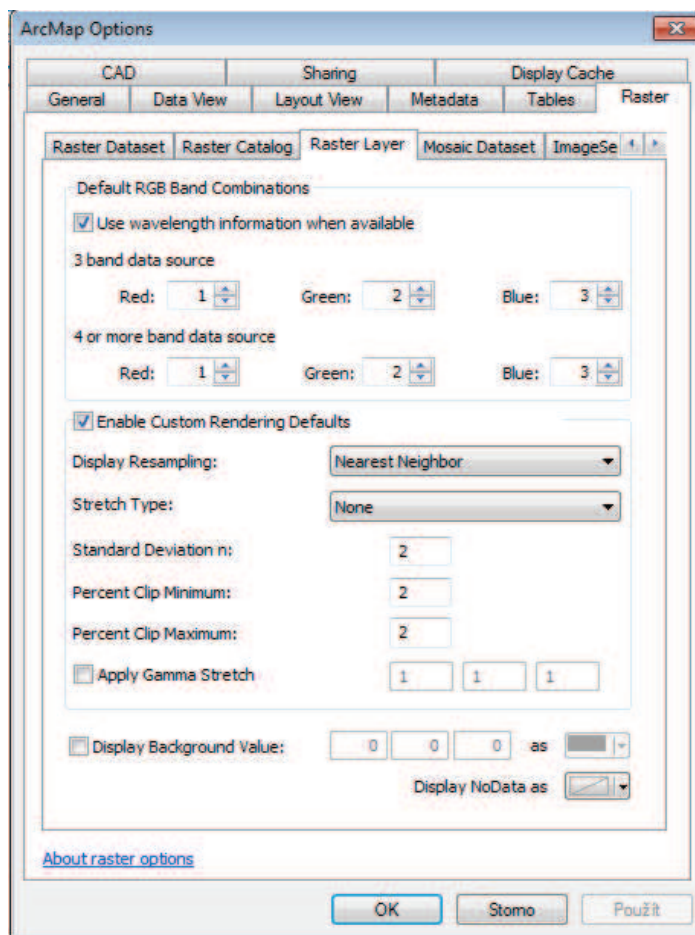 ArcMap Options
CAD Sharing Display Cache
General Data View Layout View Metadata Tables Raster
Raster Dataset Raster Catalog Raster Layer Mosaic Dataset ImageSe
Default RGB Band Combinations
Use wavelength information when available
3 band data source
Red: 1 Green: 2 Blue: 3
4 or more band data source
Red: 1 Green: 2 Blue: 3
Enable Custom Rendering Defaults
Display Resampling: Nearest Neighbor
Stretch Type: None
Standard Deviation n: 2
Percent Clip Minimum: 2
Percent Clip Maximum: 2
Apply Gamma Stretch 1 1 1
Display Background Value: 0 0 0 as
Display NoData as
About raster options
OK Storno Použít